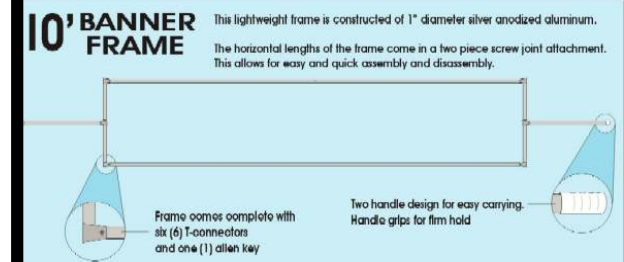 10' BANNER
FRAME
This lightweight frame is constructed of 1" diameter silver anodized aluminum.
The horizontal lengths of the frame come in a two piece screw joint attachment.
This allows for easy and quick assembly and disassembly.
Frame comes complete with
six (6) T-connectors
and one (1) allen key
Two handle design for easy carrying.
Handle grips for firm hold